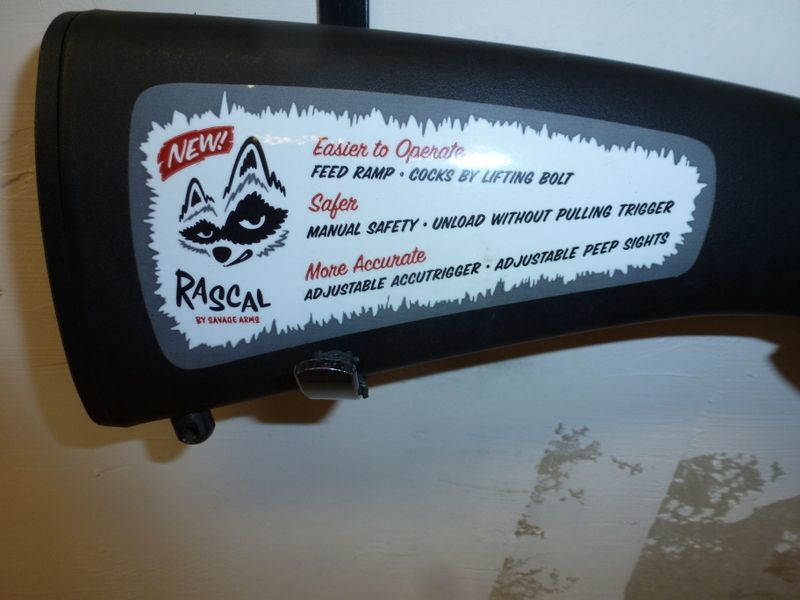 NEW!
RASCAL
BY SAVAGE ARMS
Easier to Operate
FEED RAMP • COCKS BY LIFTING BOLT
Safer
MANUAL SAFETY • UNLOAD WITHOUT PULLING TRIGGER
More Accurate
ADJUSTABLE ACCUTRIGGER • ADJUSTABLE PEEP SIGHTS